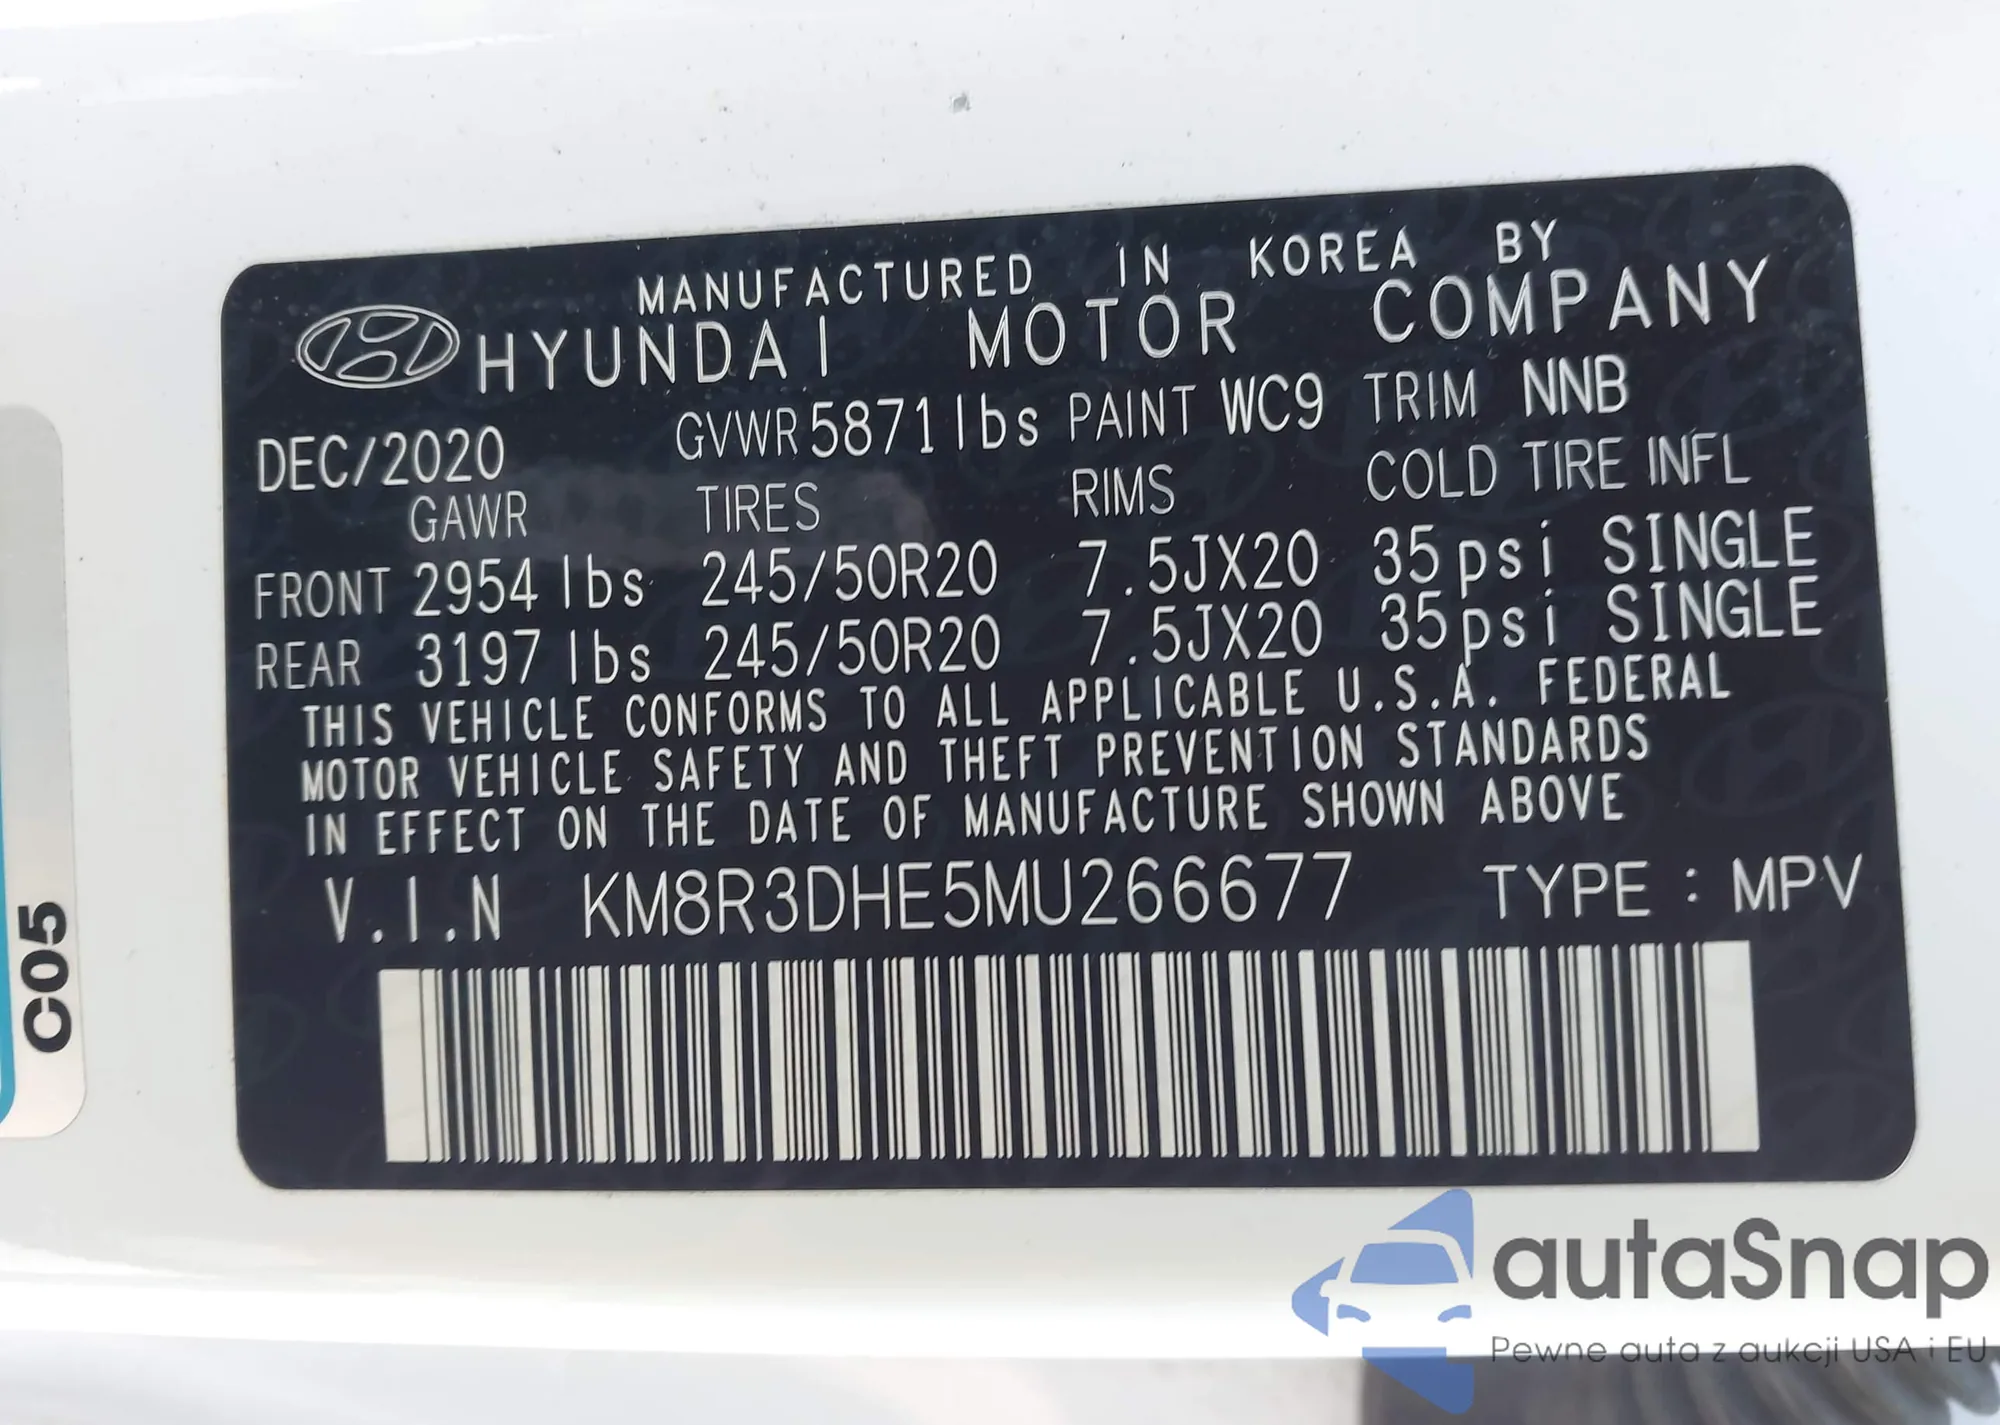 MANUFACTURED IN KOREA BY
HYUNDAI MOTOR COMPANY
DEC/2020 GVWR 5871 lbs PAINT WC9 TRIM NNB
GAWR TIRES RIMS COLD TIRE INFL
FRONT 2954 lbs 245/50R20 7.5JX20 35psi SINGLE
REAR 3197 lbs 245/50R20 7.5JX20 35psi SINGLE
THIS VEHICLE CONFORMS TO ALL APPLICABLE U.S.A. FEDERAL
MOTOR VEHICLE SAFETY AND THEFT PREVENTION STANDARDS
IN EFFECT ON THE DATE OF MANUFACTURE SHOWN ABOVE
V.I.N KM8R3DHE5MU266677 TYPE : MPV
C05
autaSnap
Pewne auta z aukcji USA i EU